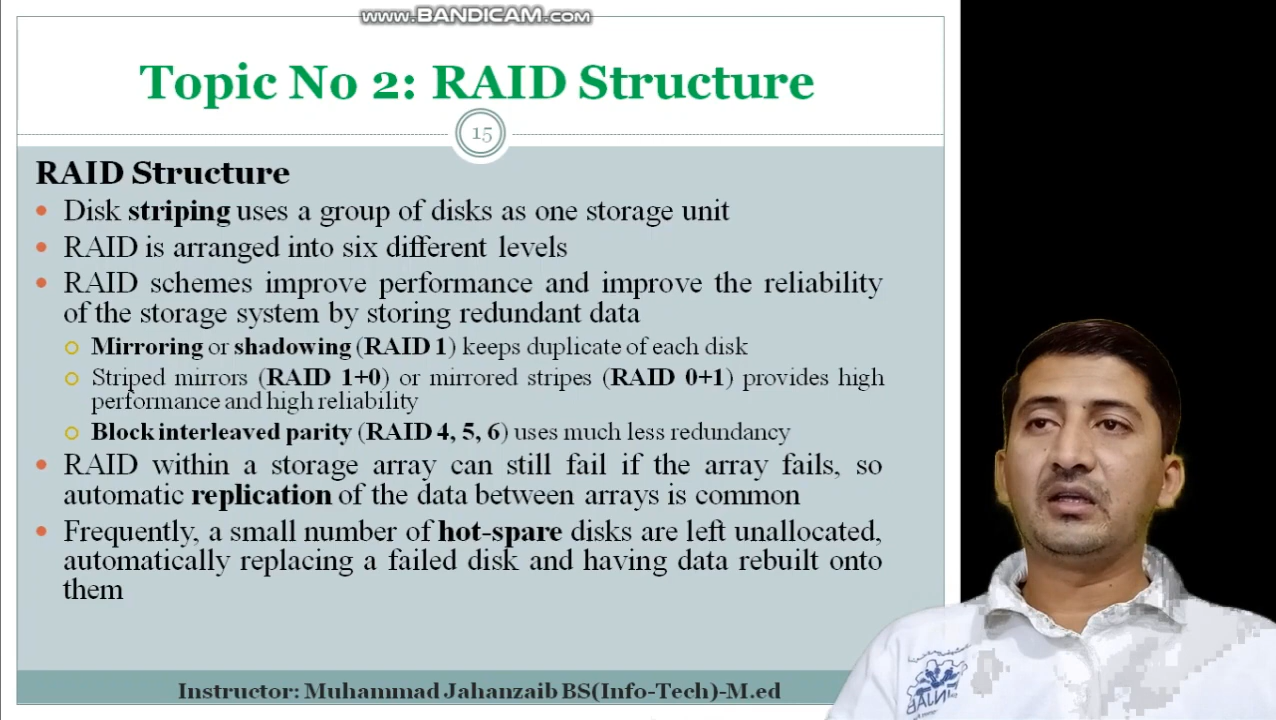 www.BANDICAM.com
Topic No 2: RAID Structure
15
RAID Structure
• Disk striping uses a group of disks as one storage unit
• RAID is arranged into six different levels
• RAID schemes improve performance and improve the reliability
of the storage system by storing redundant data
Mirroring or shadowing (RAID 1) keeps duplicate of each disk
Striped mirrors (RAID 1+0) or mirrored stripes (RAID 0+1) provides high
performance and high reliability
Block interleaved parity (RAID 4, 5, 6) uses much less redundancy
• RAID within a storage array can still fail if the array fails, so
automatic replication of the data between arrays is common
• Frequently, a small number of hot-spare disks are left unallocated,
automatically replacing a failed disk and having data rebuilt onto
them
Instructor: Muhammad Jahanzaib BS(Info-Tech)-M.ed